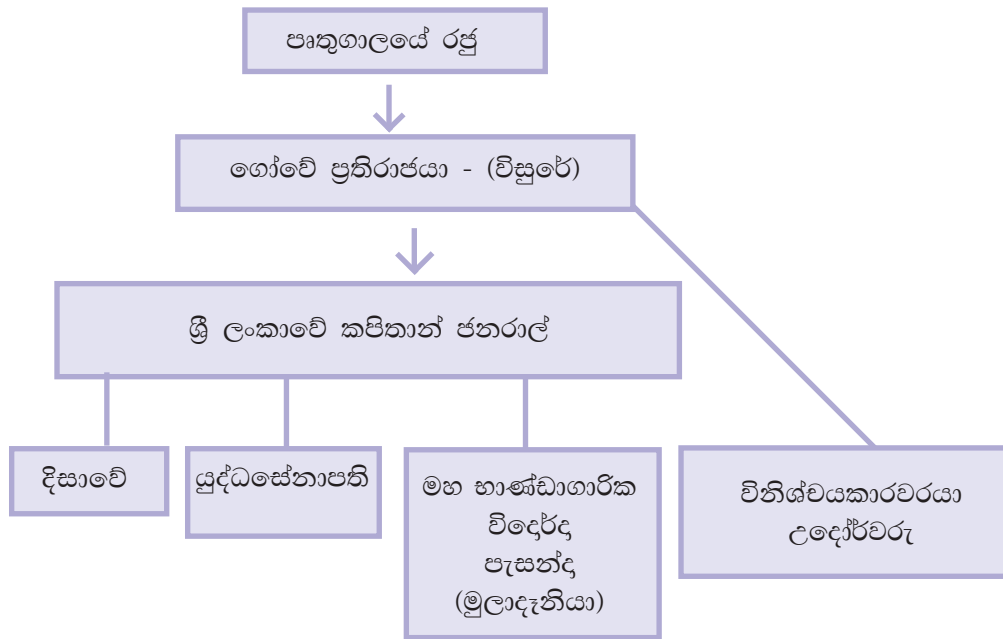 පෘතුගාලයේ රජු
ගෝවේ ප්‍රතිරාජයා - (විසුරේ)
ශ්‍රී ලංකාවේ කපිතාන් ජනරාල්
දිසාවේ
යුද්ධසේනාපති
මහ භාණ්ඩාගාරික
විදෝර්ද
පැසන්ද
(මුලාදෑනියා)
විනිශ්චයකාරවරයා
උදෝර්වරු